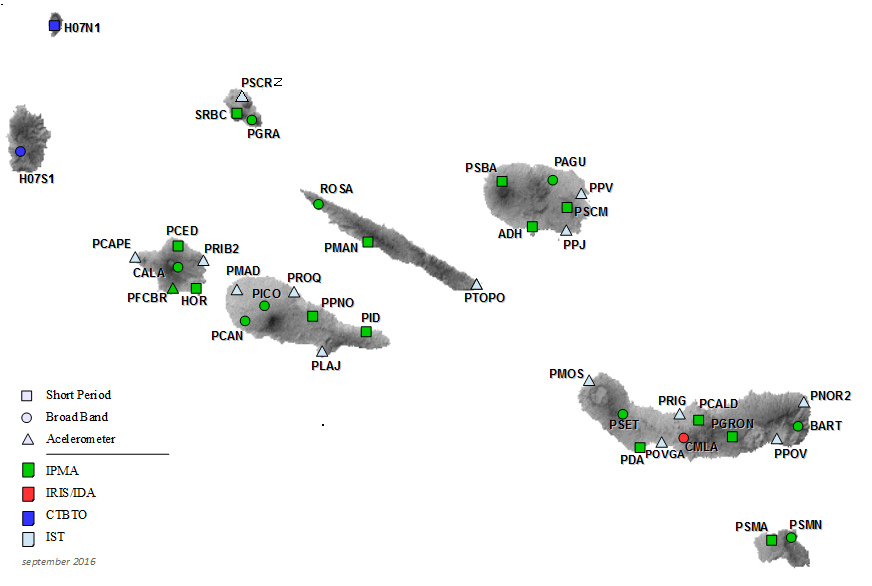 H07N1
PSCRZ
SRBC
PGRA
H07S1
ROSA
PSBA
PAGU
PPV
PSCM
ADH
PPJ
PMAN
PTOPO
PCED
PCAPE
PRIB2
CALA
PFCBR
HOR
PMAD
PROQ
PICO
PPNO
PID
PCAN
PLAJ
PMOS
PNOR2
PRIG
PCALD
PSET
PGRON
BART
CMLA
PDA
POVGA
PPOV
PSMA
PSMN
Short Period
Broad Band
Acelerometer
IPMA
IRIS/IDA
CTBTO
IST
september 2016